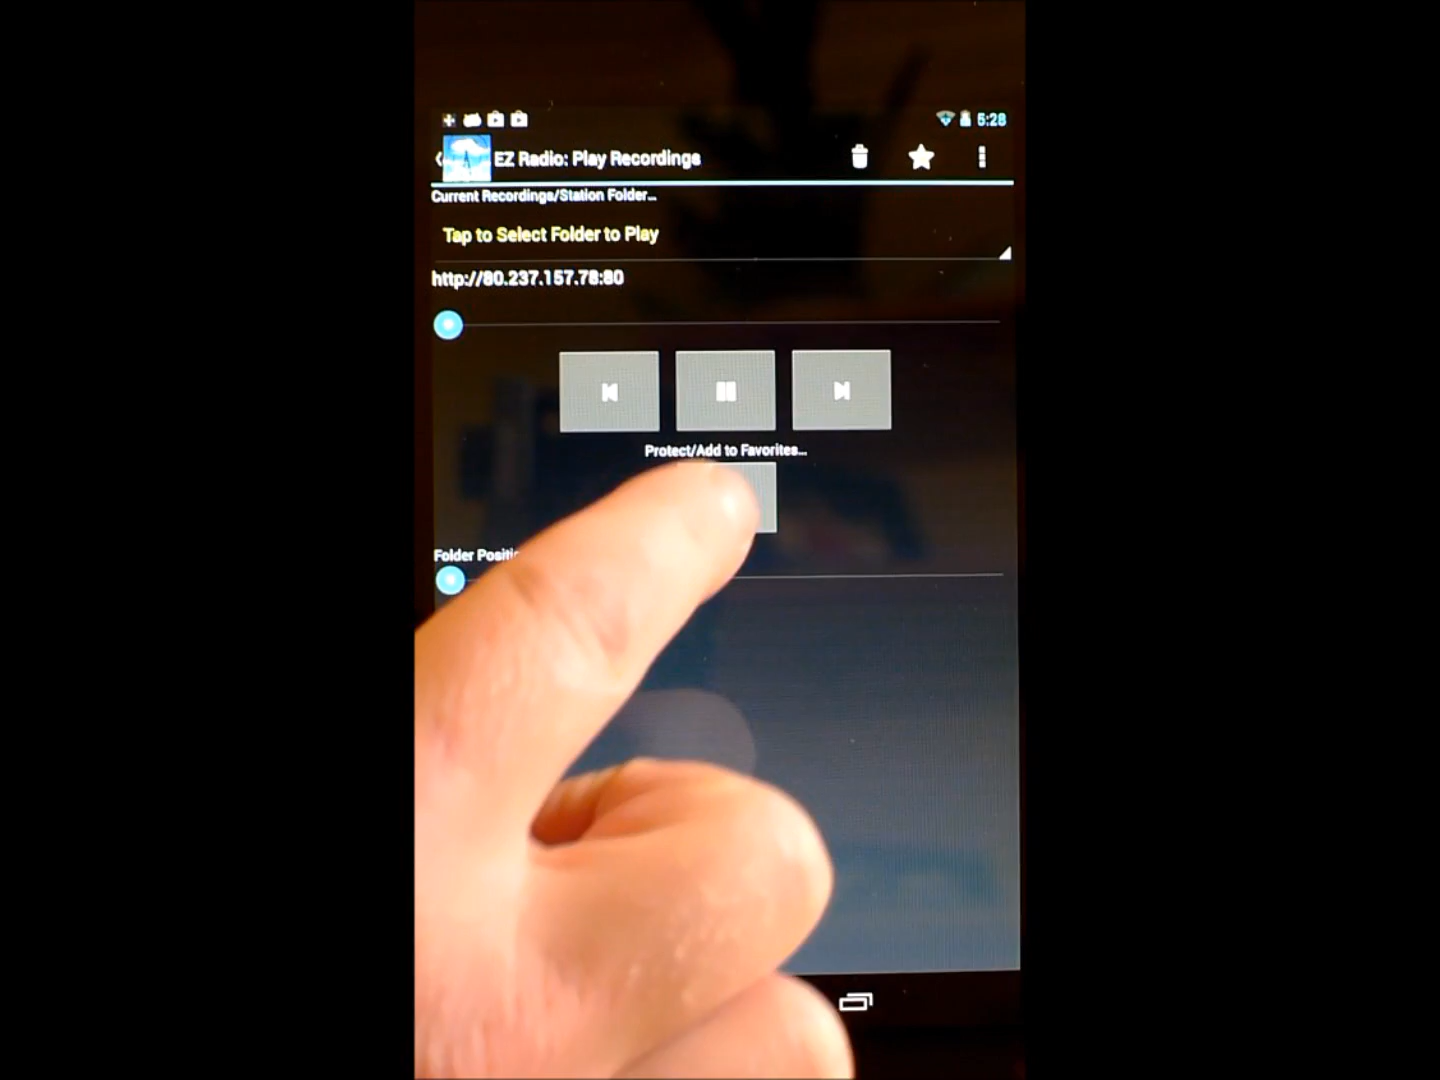 5:28
EZ Radio: Play Recordings
Current Recordings/Station Folder...
Tap to Select Folder to Play
http://80.237.157.78:80
Protect/Add to Favorites...
Folder